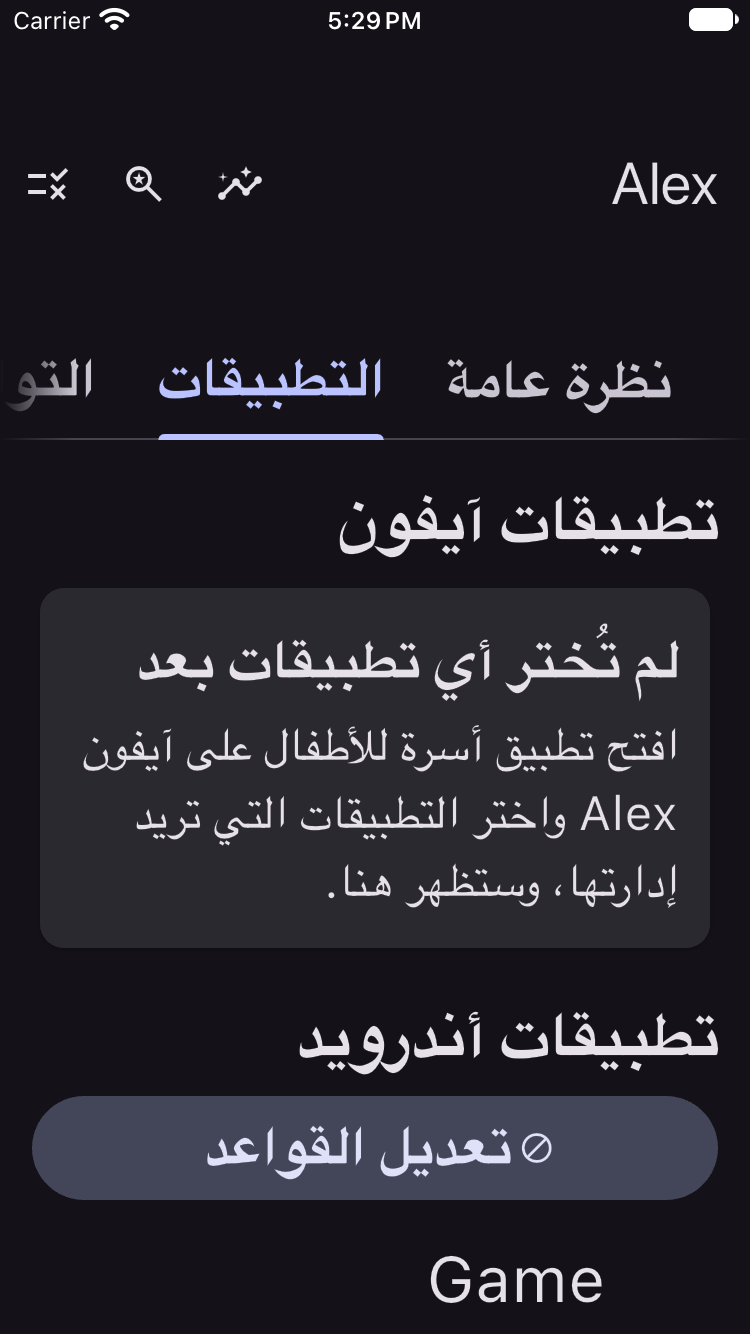 Carrier 5:29 PM
Alex
نظرة عامة التطبيقات
تطبيقات آيفون
لم تُختر أي تطبيقات بعد
افتح تطبيق أسرة للأطفال على آيفون
Alex واختر التطبيقات التي تريد
إدارتها، وستظهر هنا.
تطبيقات أندرويد
تعديل القواعد
Game